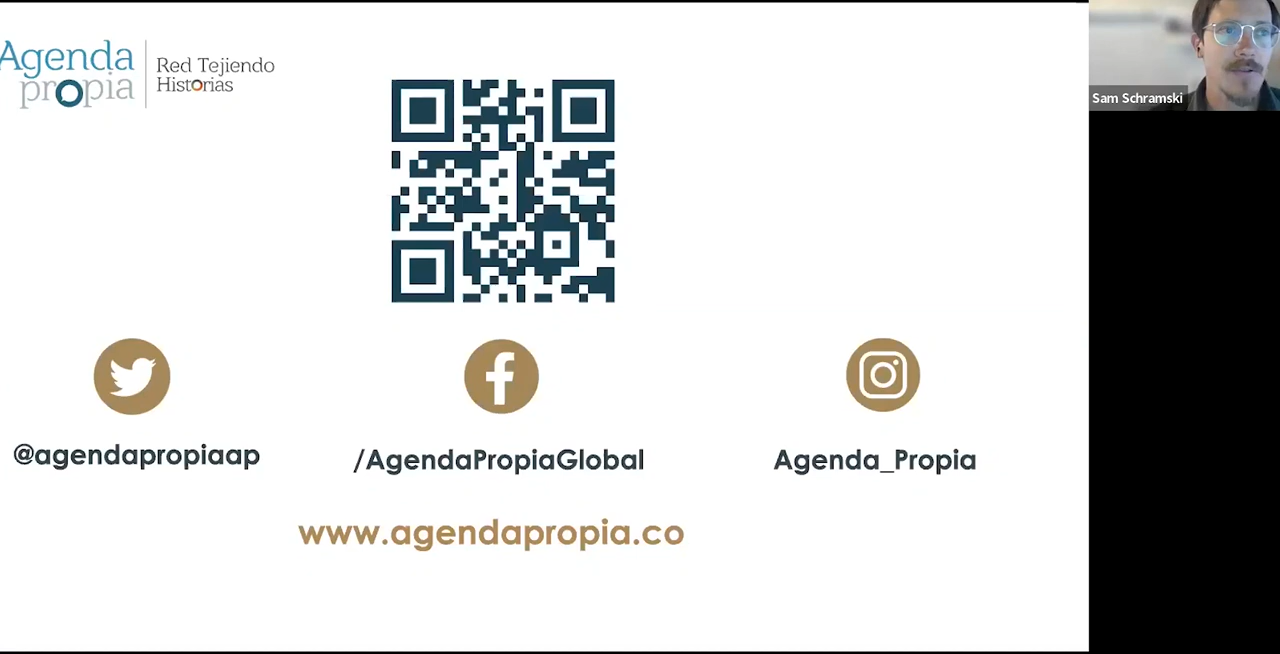 Agenda
propia
Red Tejiendo
Historias
Sam Schramski
@agendapropiaap
/AgendaPropiaGlobal
Agenda_Propia
www.agendapropia.co